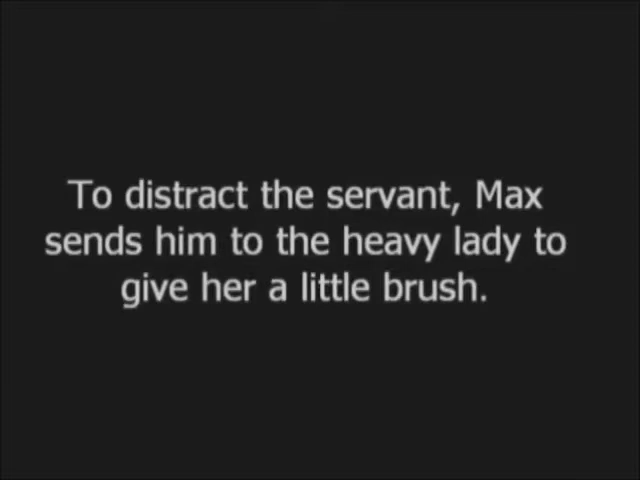 To distract the servant, Max
sends him to the heavy lady to
give her a little brush.